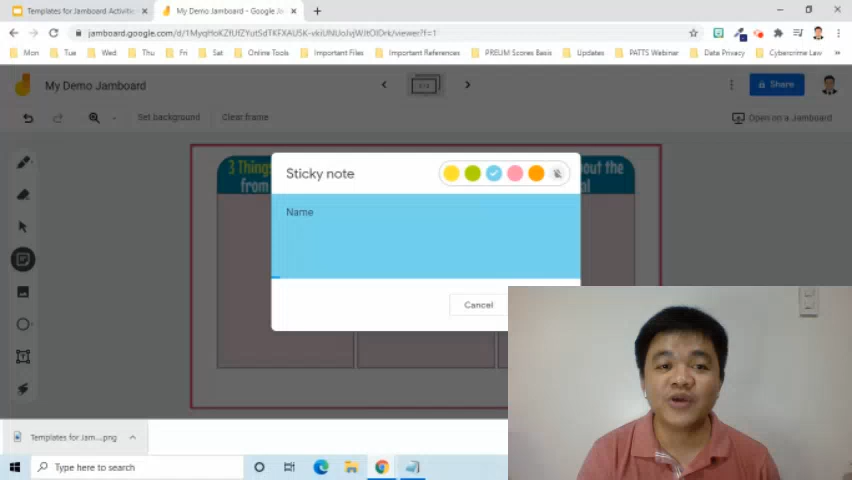 Templates for Jamboard Activitie
My Demo Jamboard - Google Ja
jamboard.google.com/d/
/viewer?f=1
Mon
Tue
Wed
Thu
Fri
Sat
Online Tools
Important Files
Important References
PREUM Scores Basis
Updates
PATTS Webinar
Data Privacy
Cybercrime Law
My Demo Jamboard
Share
Set background
Clear frame
Open on a Jamboard
3 Things
from
out the
al
Sticky note
Name
Cancel
Templates for Jam....png
Type here to search